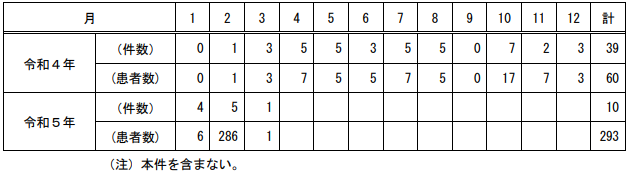 月 1 2 3 4 5 6 7 8 9 10 11 12 計
令和４年 （件数） 0 1 3 5 5 3 5 5 0 7 2 3 39
（患者数） 0 1 3 7 5 5 7 5 0 17 7 3 60
令和５年 （件数） 4 5 1 10
（患者数） 6 286 1 293
（注）本件を含まない。